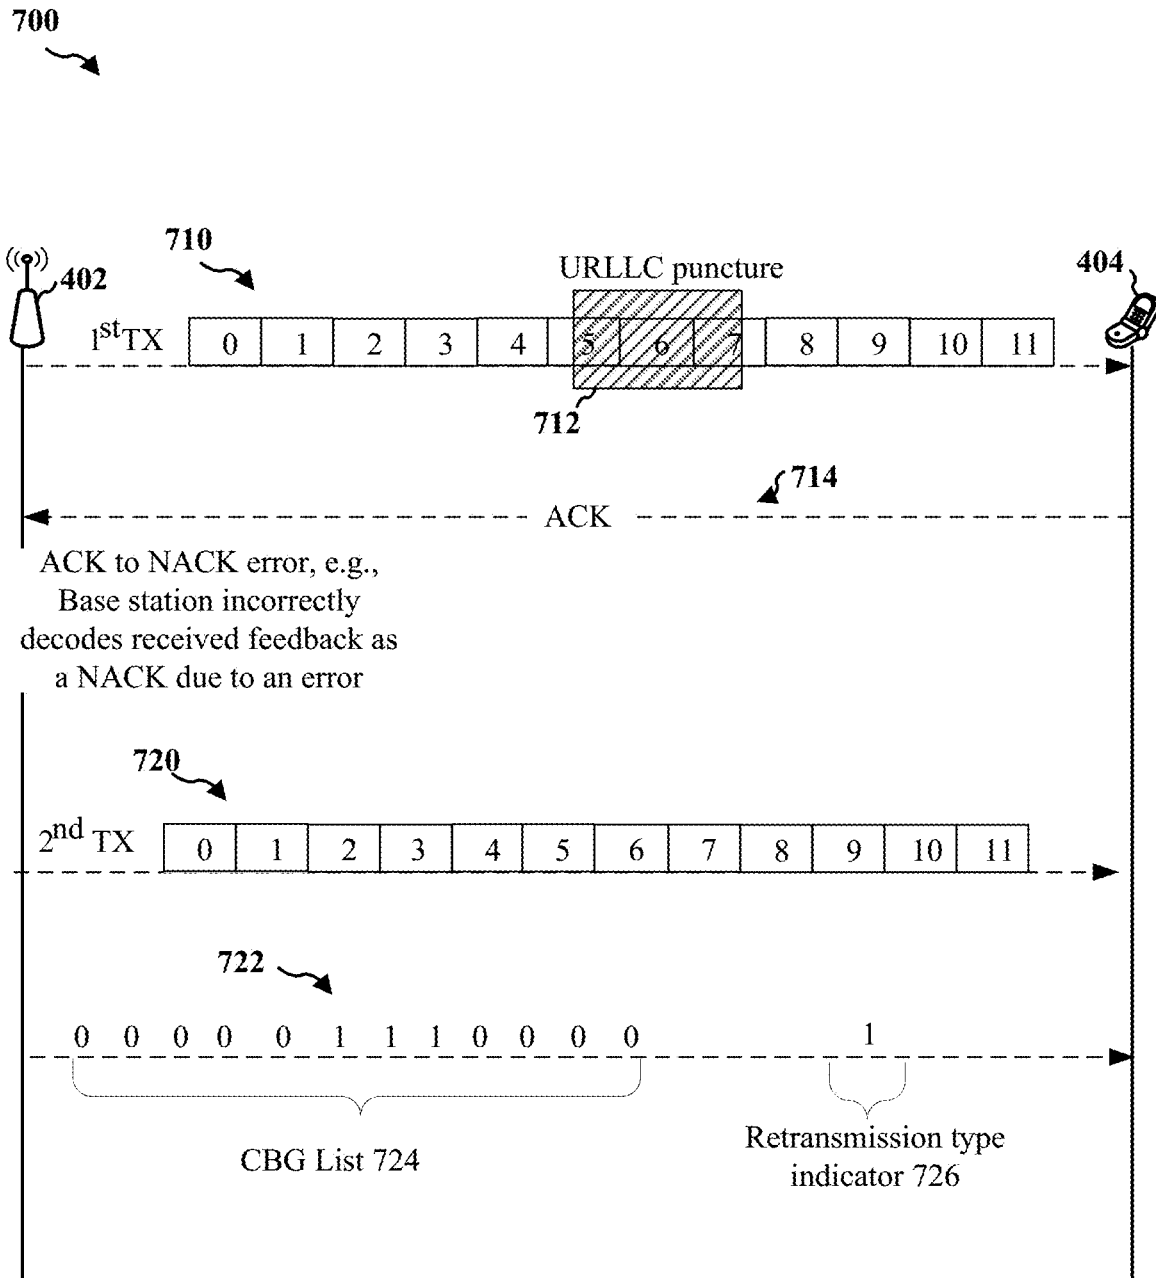 700
710
URLLC puncture
404
402
1st TX
0 1 2 3 4 5 6 7 8 9 10 11
712
714
ACK
ACK to NACK error, e.g.,
Base station incorrectly
decodes received feedback as
a NACK due to an error
720
2nd TX
0 1 2 3 4 5 6 7 8 9 10 11
722
0 0 0 0 0 1 1 1 0 0 0 0
1
CBG List 724
Retransmission type
indicator 726